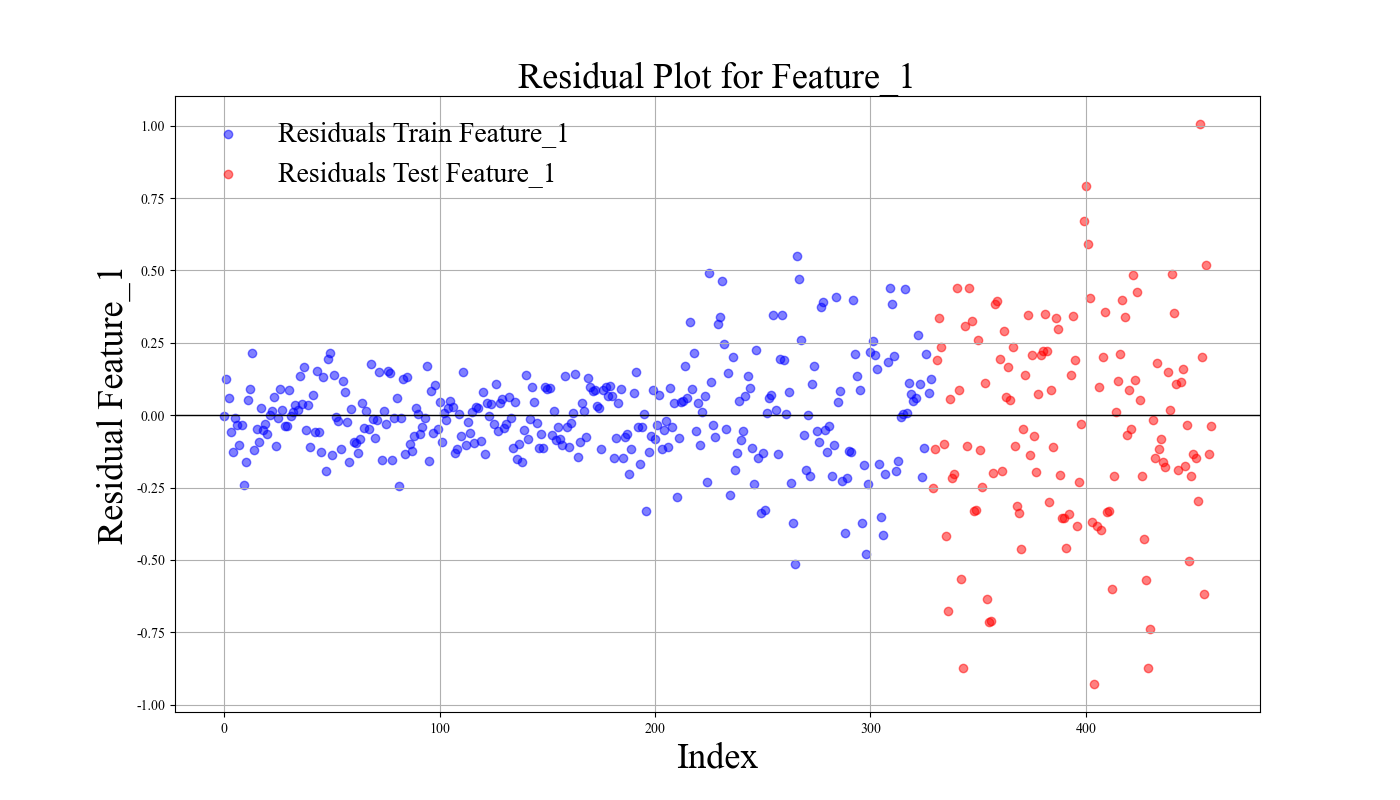 Residual Plot for Feature_1
Residuals Train Feature_1
Residuals Test Feature_1
Residual Feature_1
1.00
0.75
0.50
0.25
0.00
-0.25
-0.50
-0.75
-1.00
0
100
200
300
400
Index